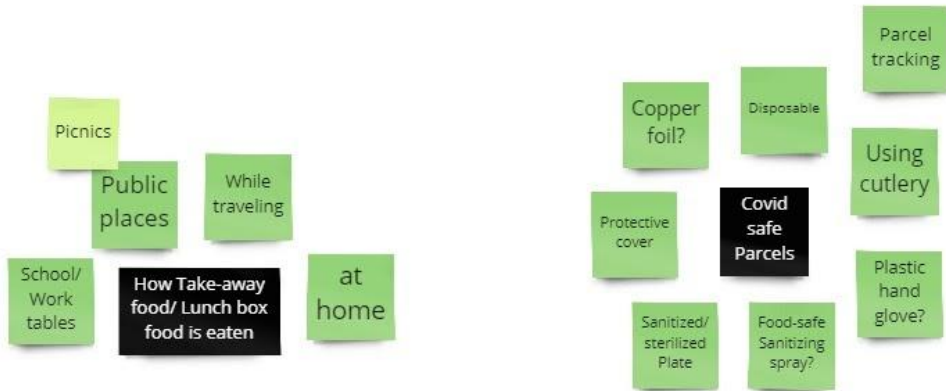 Picnics
Public
places
While
traveling
School/
Work
tables
How Take-away
food/ Lunch box
food is eaten
at
home
Parcel
tracking
Copper
foil?
Disposable
Using
cutlery
Protective
cover
Covid
safe
Parcels
Plastic
hand
glove?
Sanitized/
sterilized
Plate
Food-safe
Sanitizing
spray?